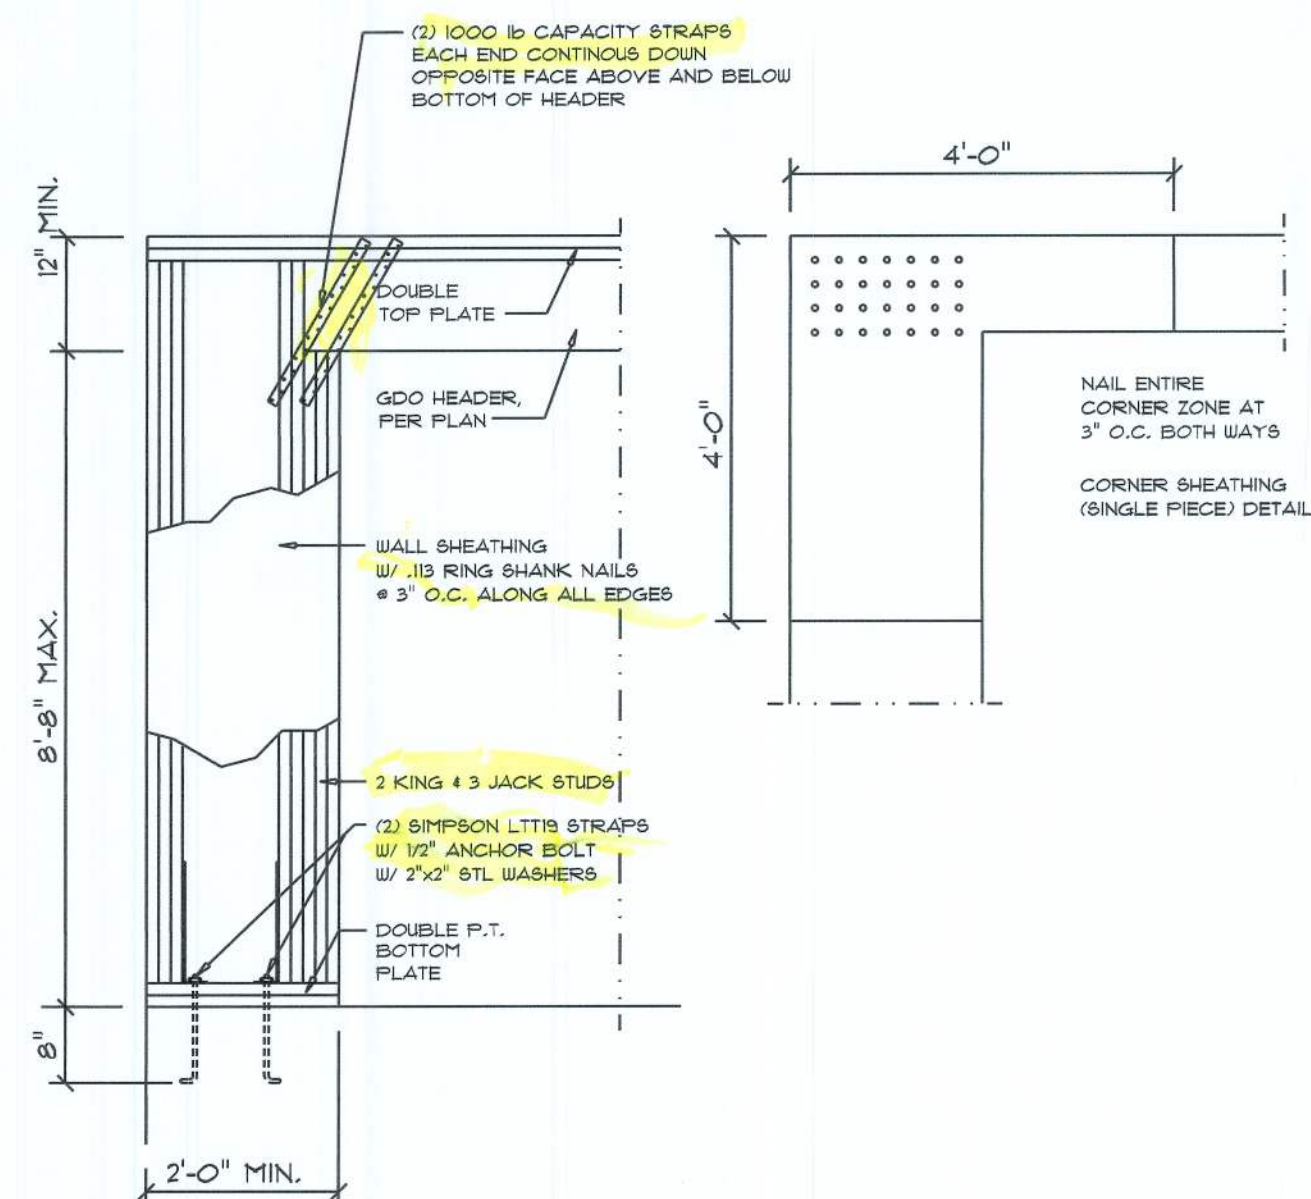 (2) 1000 lb CAPACITY STRAPS
EACH END CONTINOUS DOWN
OPPOSITE FACE ABOVE AND BELOW
BOTTOM OF HEADER
4'-0"
12" MIN.
DOUBLE
TOP PLATE
GDO HEADER,
PER PLAN
4'-0"
NAIL ENTIRE
CORNER ZONE AT
3" O.C. BOTH WAYS
CORNER SHEATHING
(SINGLE PIECE) DETAIL
WALL SHEATHING
W/ .113 RING SHANK NAILS
@ 3" O.C. ALONG ALL EDGES
8'-8" MAX.
2 KING & 3 JACK STUDS
(2) SIMPSON LTT19 STRAPS
W/ 1/2" ANCHOR BOLT
W/ 2"x2" STL WASHERS
DOUBLE P.T.
BOTTOM
PLATE
8"
2'-0" MIN.